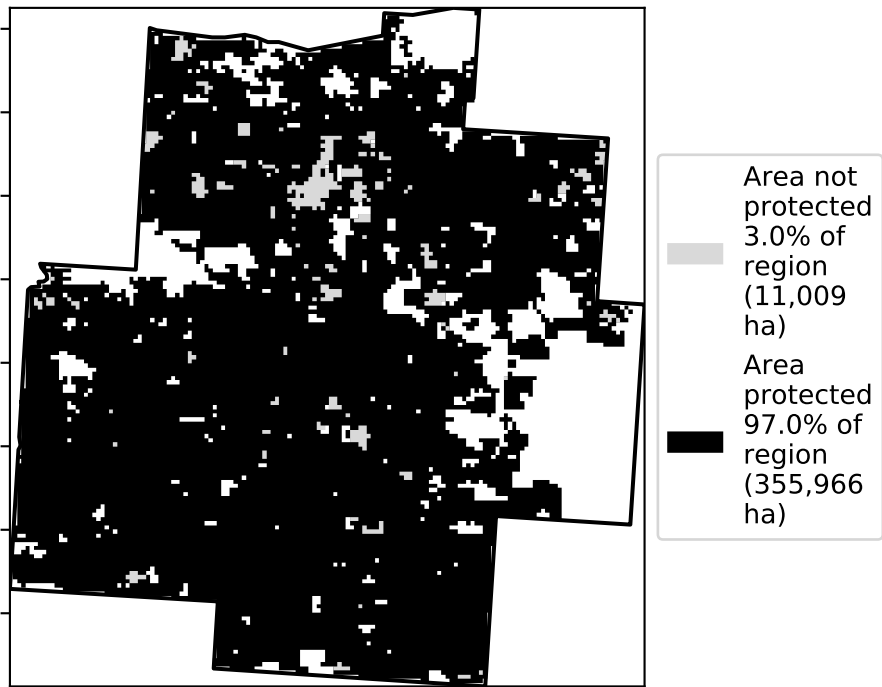 Area not
protected
3.0% of
region
(11,009
ha)
Area
protected
97.0% of
region
(355,966
ha)